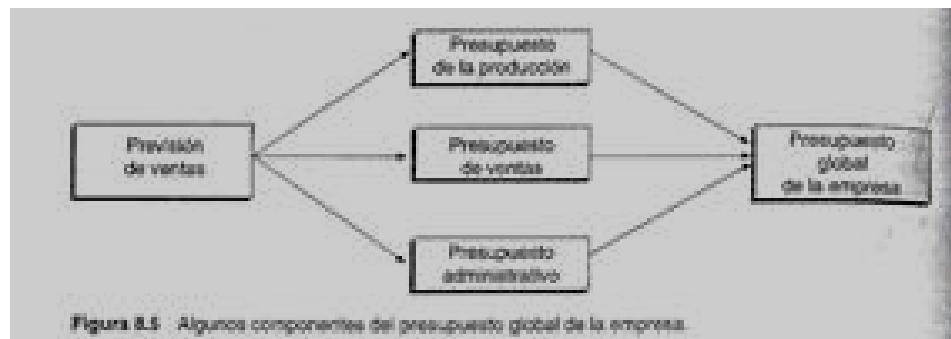 Presupuesto
de la producción
Previsión
de ventas
Presupuesto
de ventas
Presupuesto
global
de la empresa
Presupuesto
administrativo
Figura 8.5 Algunos componentes del presupuesto global de la empresa.